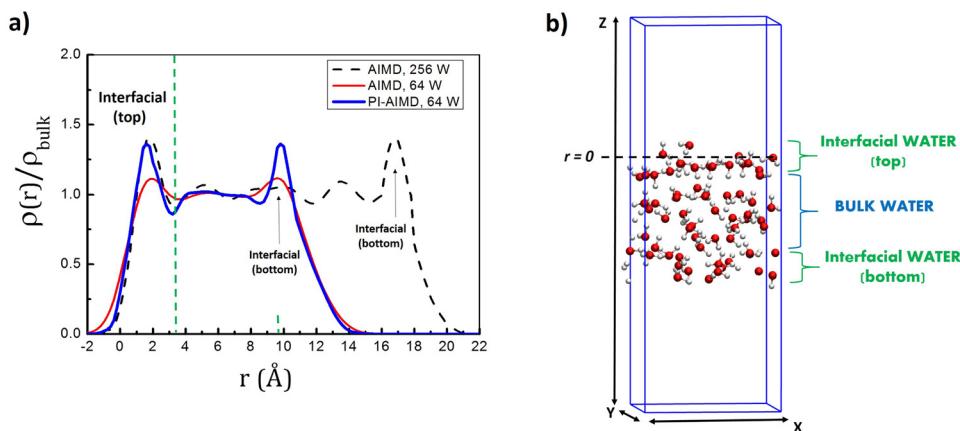 a)
2.0
1.5
1.0
0.5
0.0
ρ(r)/ρbulk
-2 0 2 4 6 8 10 12 14 16 18 20 22
r (Å)
AIMD, 256 W
AIMD, 64 W
PI-AIMD, 64 W
Interfacial
(top)
Interfacial
(bottom)
Interfacial
(bottom)
b)
Z
r = 0
Interfacial WATER
(top)
BULK WATER
Interfacial WATER
(bottom)
Y
X